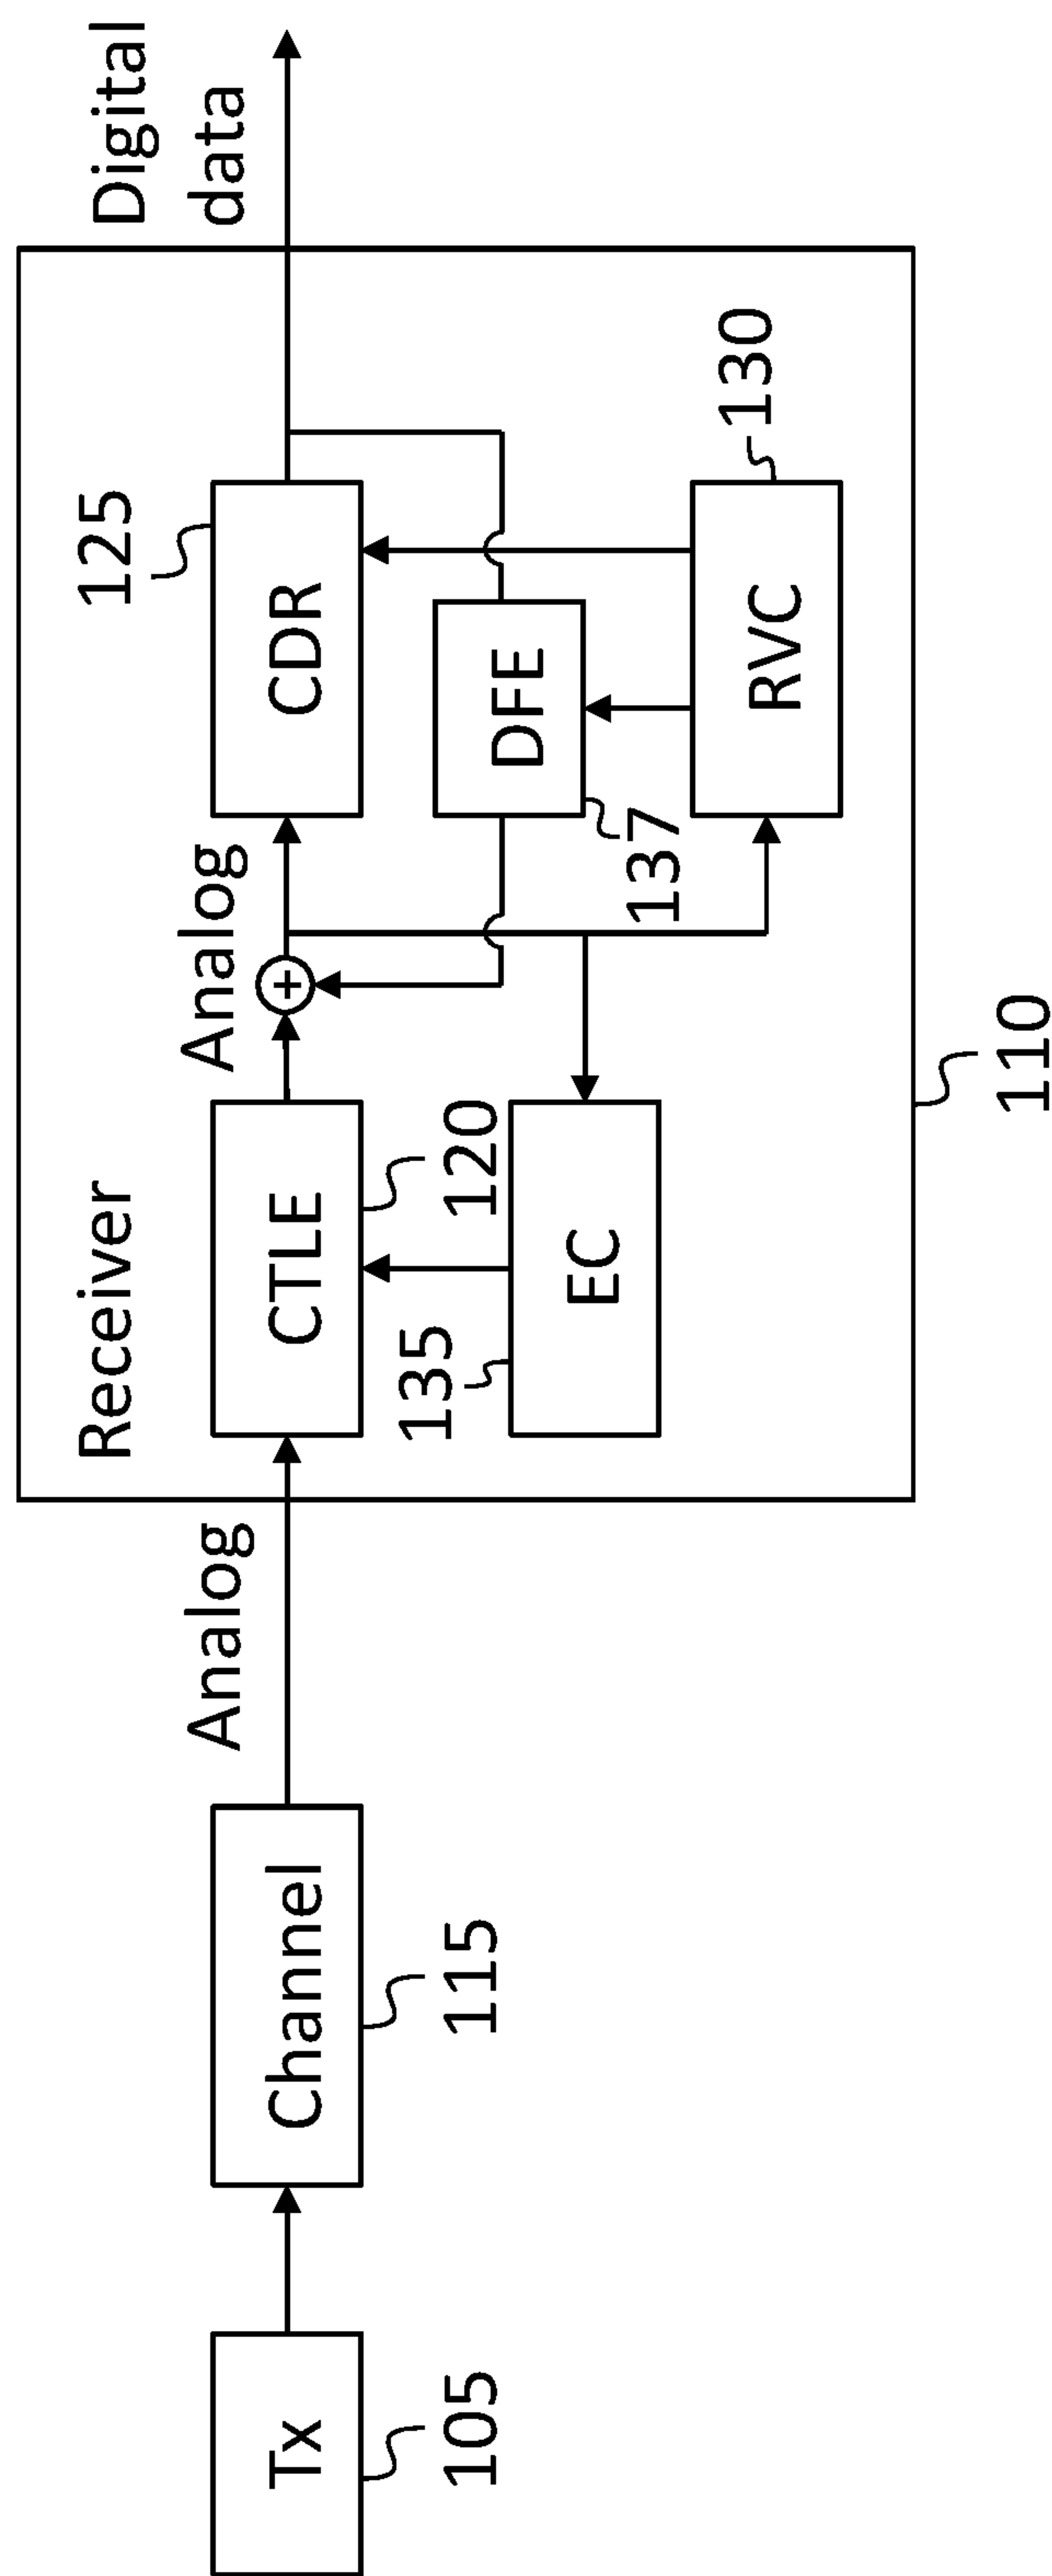 Tx
105
Channel
115
Analog
Receiver
110
CTLE
120
EC
135
Analog
+
CDR
125
DFE
137
RVC
130
Digital
data